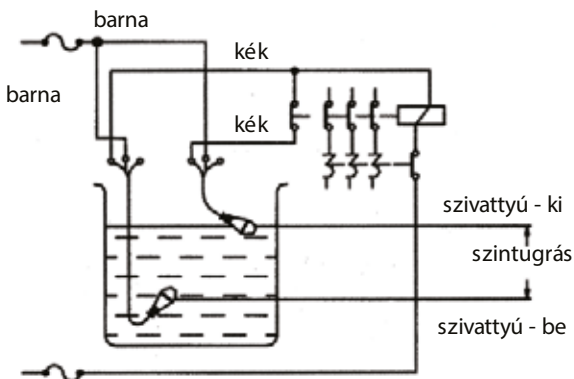 barna
kék
barna
kék
szivattyú - ki
szintugrás
szivattyú - be